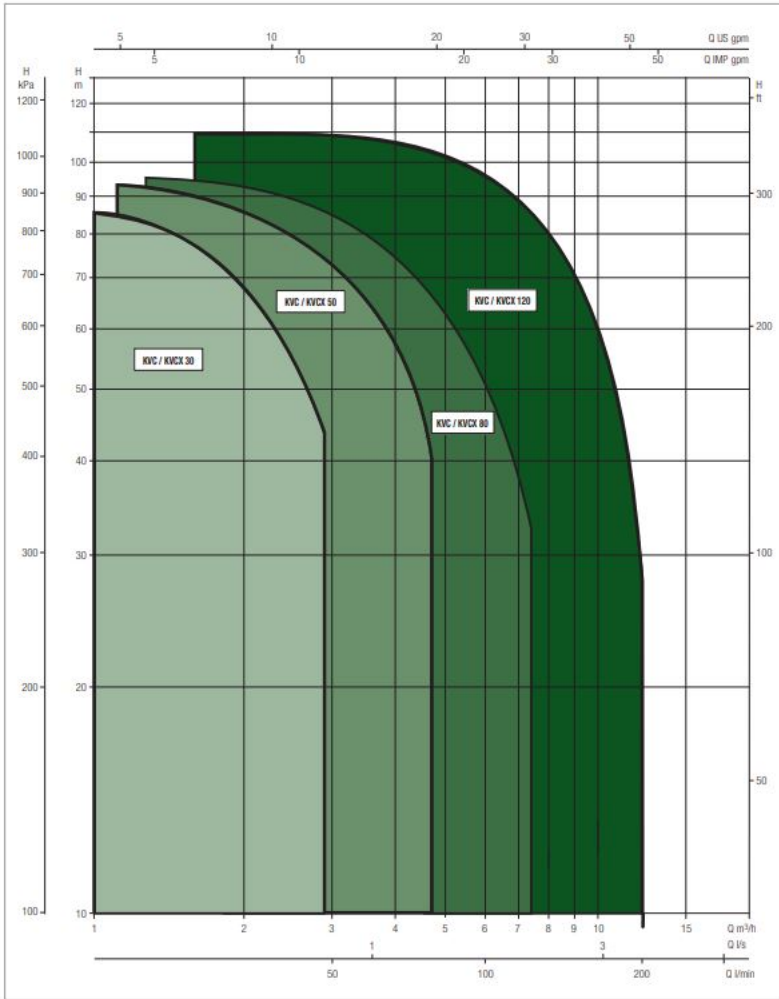 5 10 20 30 50 Q US gpm
5 10 20 30 50 Q IMP gpm
H kPa
H m
H ft
1200
1000
900
800
700
600
500
400
300
200
100
120
100
90
80
70
60
50
40
30
20
10
300
200
100
50
KVC / KVCX 50
KVC / KVCX 120
KVC / KVCX 30
KVC / KVCX 80
1 2 3 4 5 6 7 8 9 10 15 Q m³/h
1 3 Q l/s
50 100 200 Q l/min